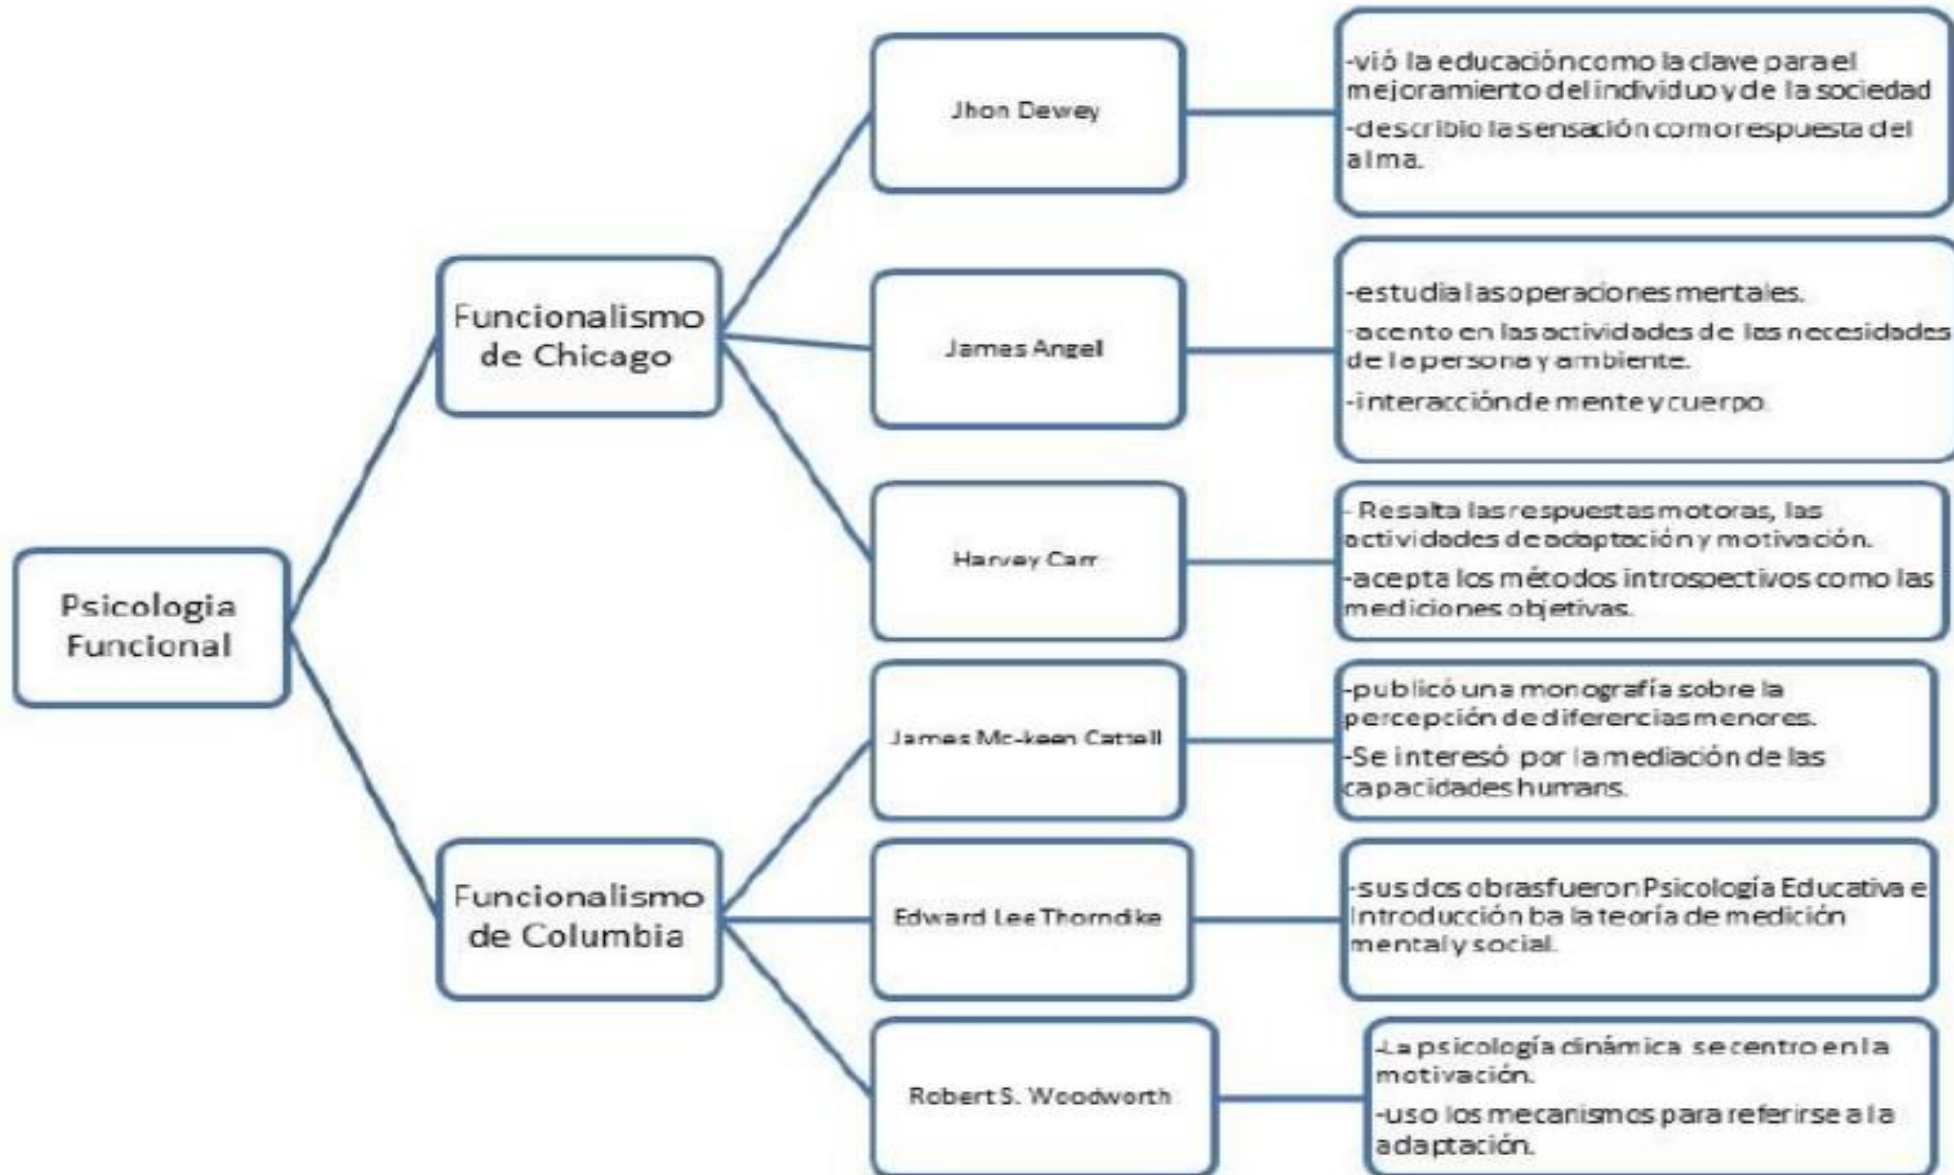 Psicologia
Funcional
Funcionalismo
de Chicago
Jhon Dewey
-vió la educación como la clave para el
mejoramiento del individuo y de la sociedad
-describio la sensación como respuesta del
alma.
James Angell
-estudia las operaciones mentales.
-acento en las actividades de las necesidades
de la persona y ambiente.
-interacción de mente y cuerpo.
Harvey Carr
- Resalta las respuestas motoras, las
actividades de adaptación y motivación.
-acepta los métodos introspectivos como las
mediciones objetivas.
Funcionalismo
de Columbia
James Mc-keen Cattell
-publicó una monografía sobre la
percepción de diferencias menores.
-Se interesó por la mediación de las
capacidades humans.
Edward Lee Thorndike
-sus dos obras fueron Psicología Educativa e
Introducción ba la teoría de medición
mental y social.
Robert S. Woodworth
-La psicología dinámica se centro en la
motivación.
-uso los mecanismos para referirse a la
adaptación.